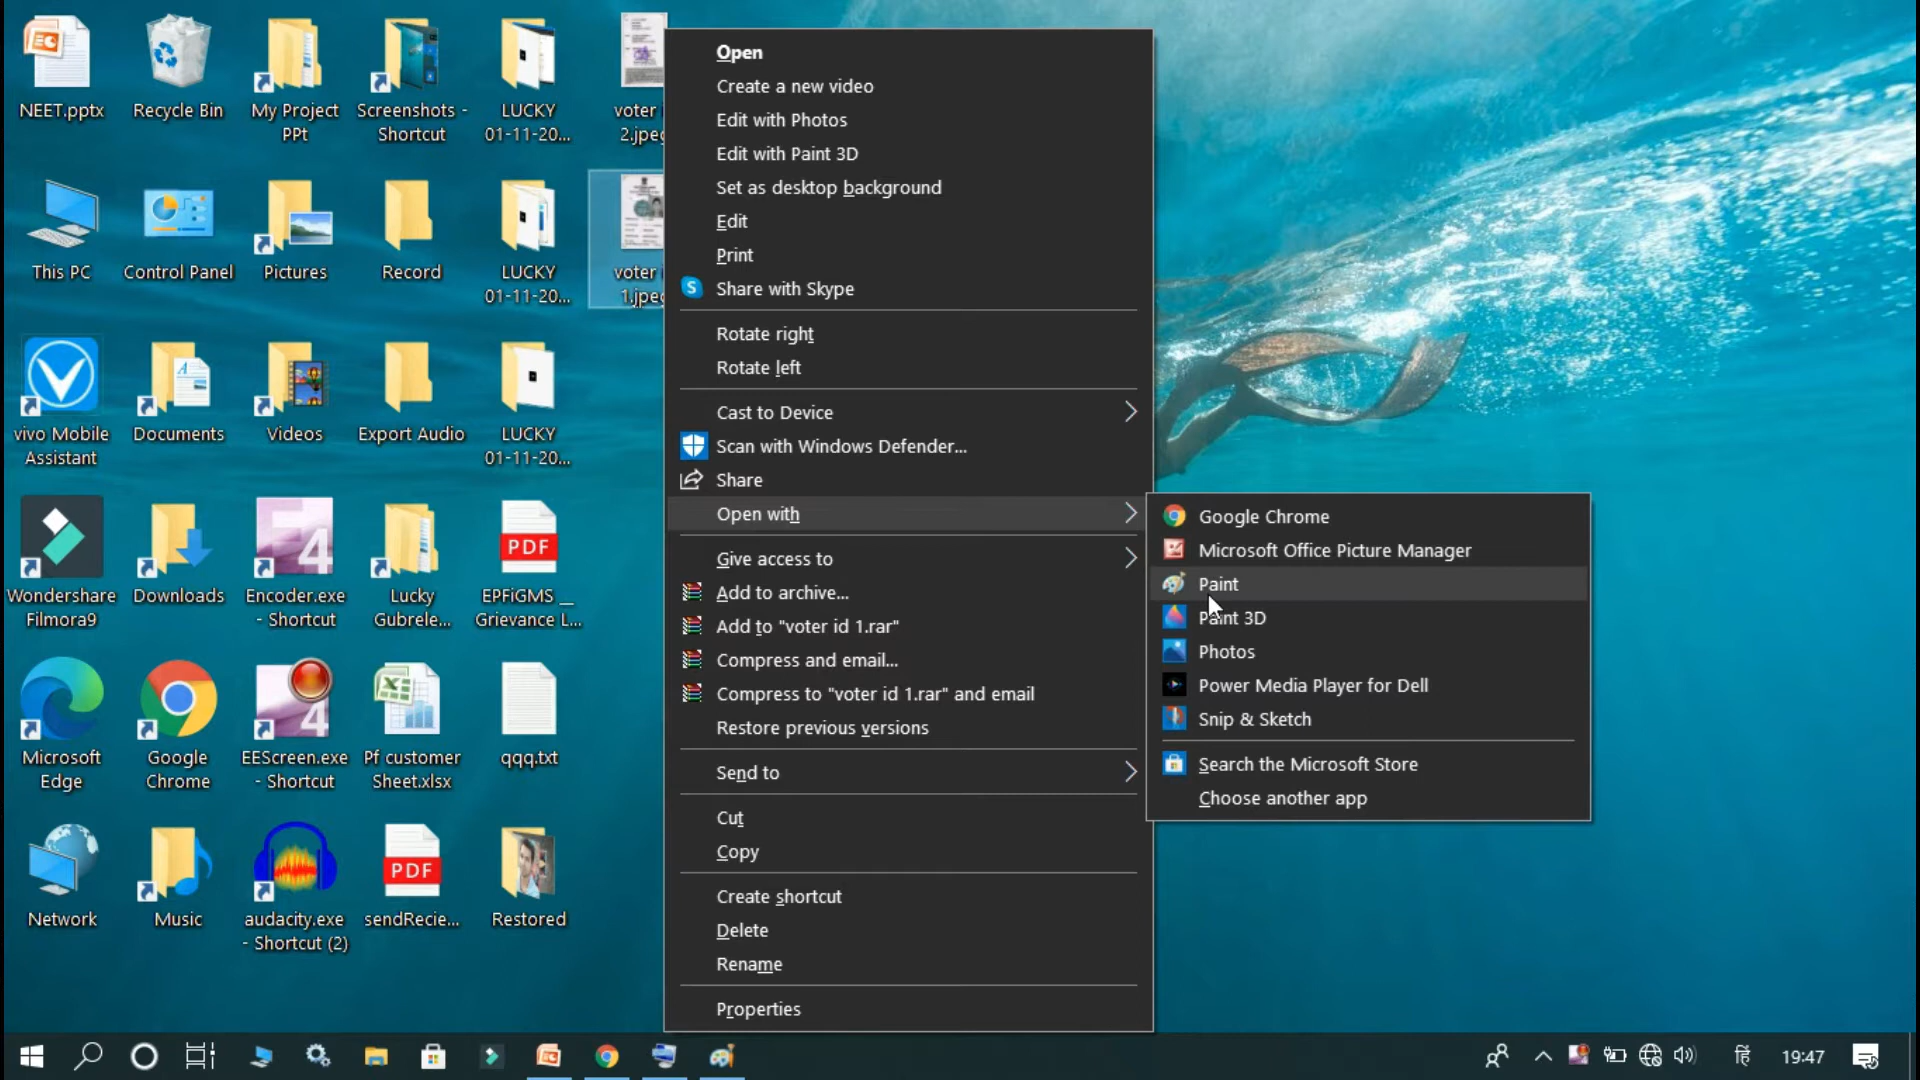 NEET.pptx
Recycle Bin
My Project
PPt
Screenshots -
Shortcut
LUCKY
01-11-20...
voter i
2.jpeg
This PC
Control Panel
Pictures
Record
LUCKY
01-11-20...
voter i
1.jpeg
vivo Mobile
Assistant
Documents
Videos
Export Audio
LUCKY
01-11-20...
Wondershare
Filmora9
Downloads
Encoder.exe
- Shortcut
Lucky
Gubrele...
PDF
EPFiGMS __
Grievance L...
Microsoft
Edge
Google
Chrome
EEScreen.exe
- Shortcut
Pf customer
Sheet.xlsx
qqq.txt
Network
Music
audacity.exe
- Shortcut (2)
PDF
sendRecie...
Restored
Open
Create a new video
Edit with Photos
Edit with Paint 3D
Set as desktop background
Edit
Print
Share with Skype
Rotate right
Rotate left
Cast to Device
Scan with Windows Defender...
Share
Open with
Give access to
Add to archive...
Add to "voter id 1.rar"
Compress and email...
Compress to "voter id 1.rar" and email
Restore previous versions
Send to
Cut
Copy
Create shortcut
Delete
Rename
Properties
Google Chrome
Microsoft Office Picture Manager
Paint
Paint 3D
Photos
Power Media Player for Dell
Snip & Sketch
Search the Microsoft Store
Choose another app
हिं
19:47